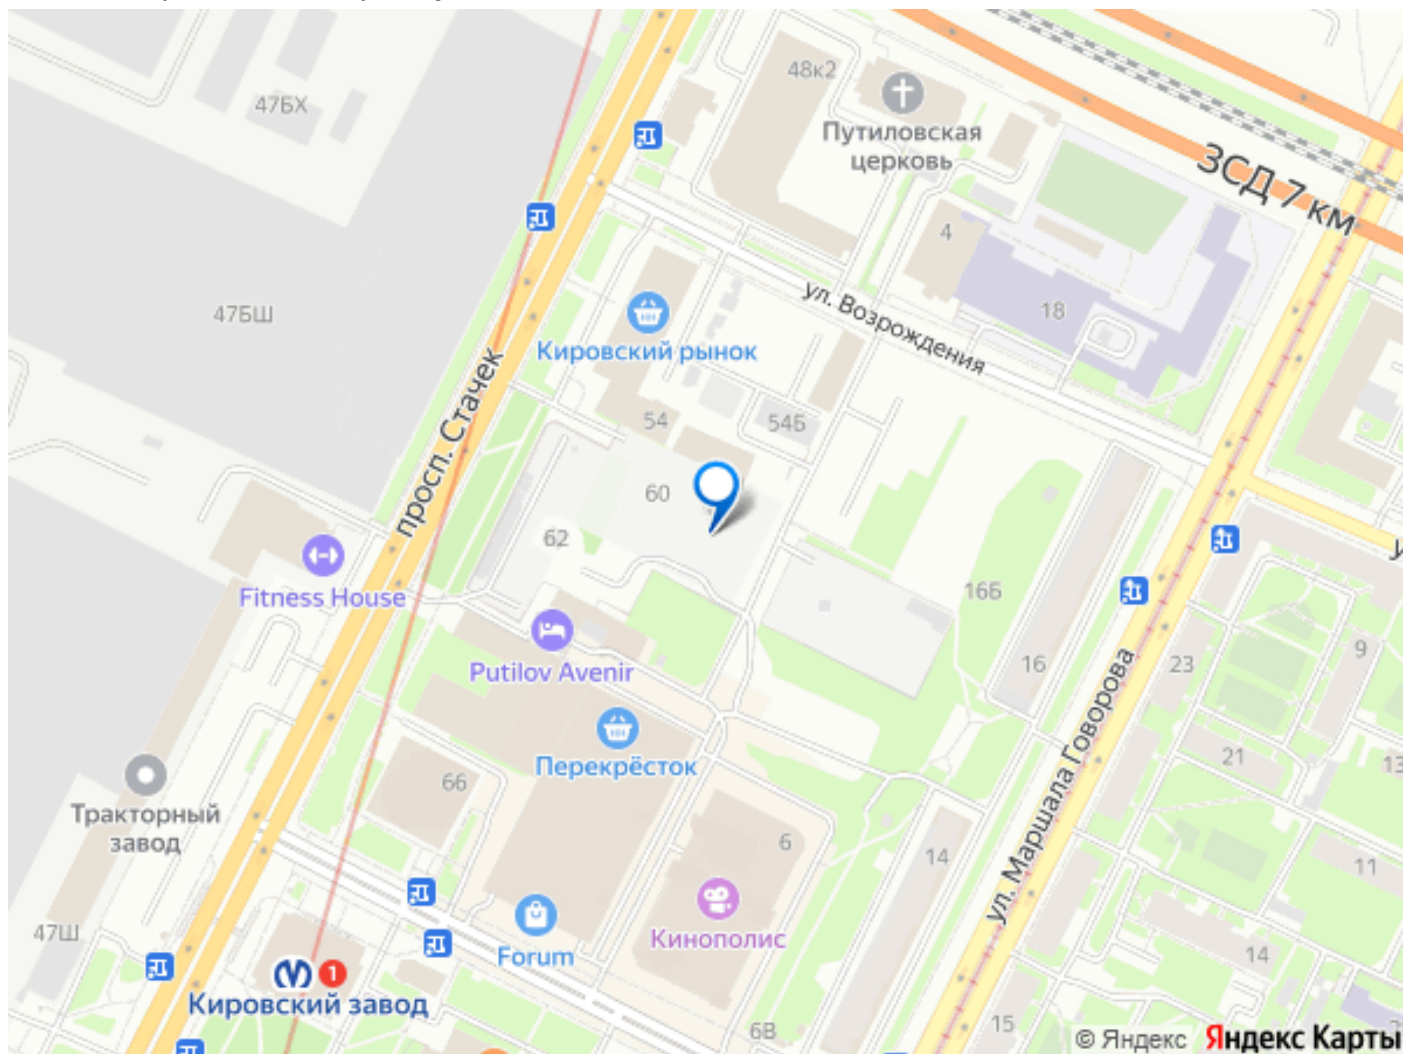 48к2
47БХ
Путиловская
церковь
ЗСД 7 км
4
47БШ
18
ул. Возрождения
Кировский рынок
просп. Стачек
54
54Б
60
62
Fitness House
16Б
Putilov Avenir
16
23
9
ул. Маршала Говорова
Перекрёсток
21
66
Тракторный
завод
6
14
11
47Ш
Кинополис
Forum
14
1
Кировский завод
15
6В
© Яндекс Яндекс Карты